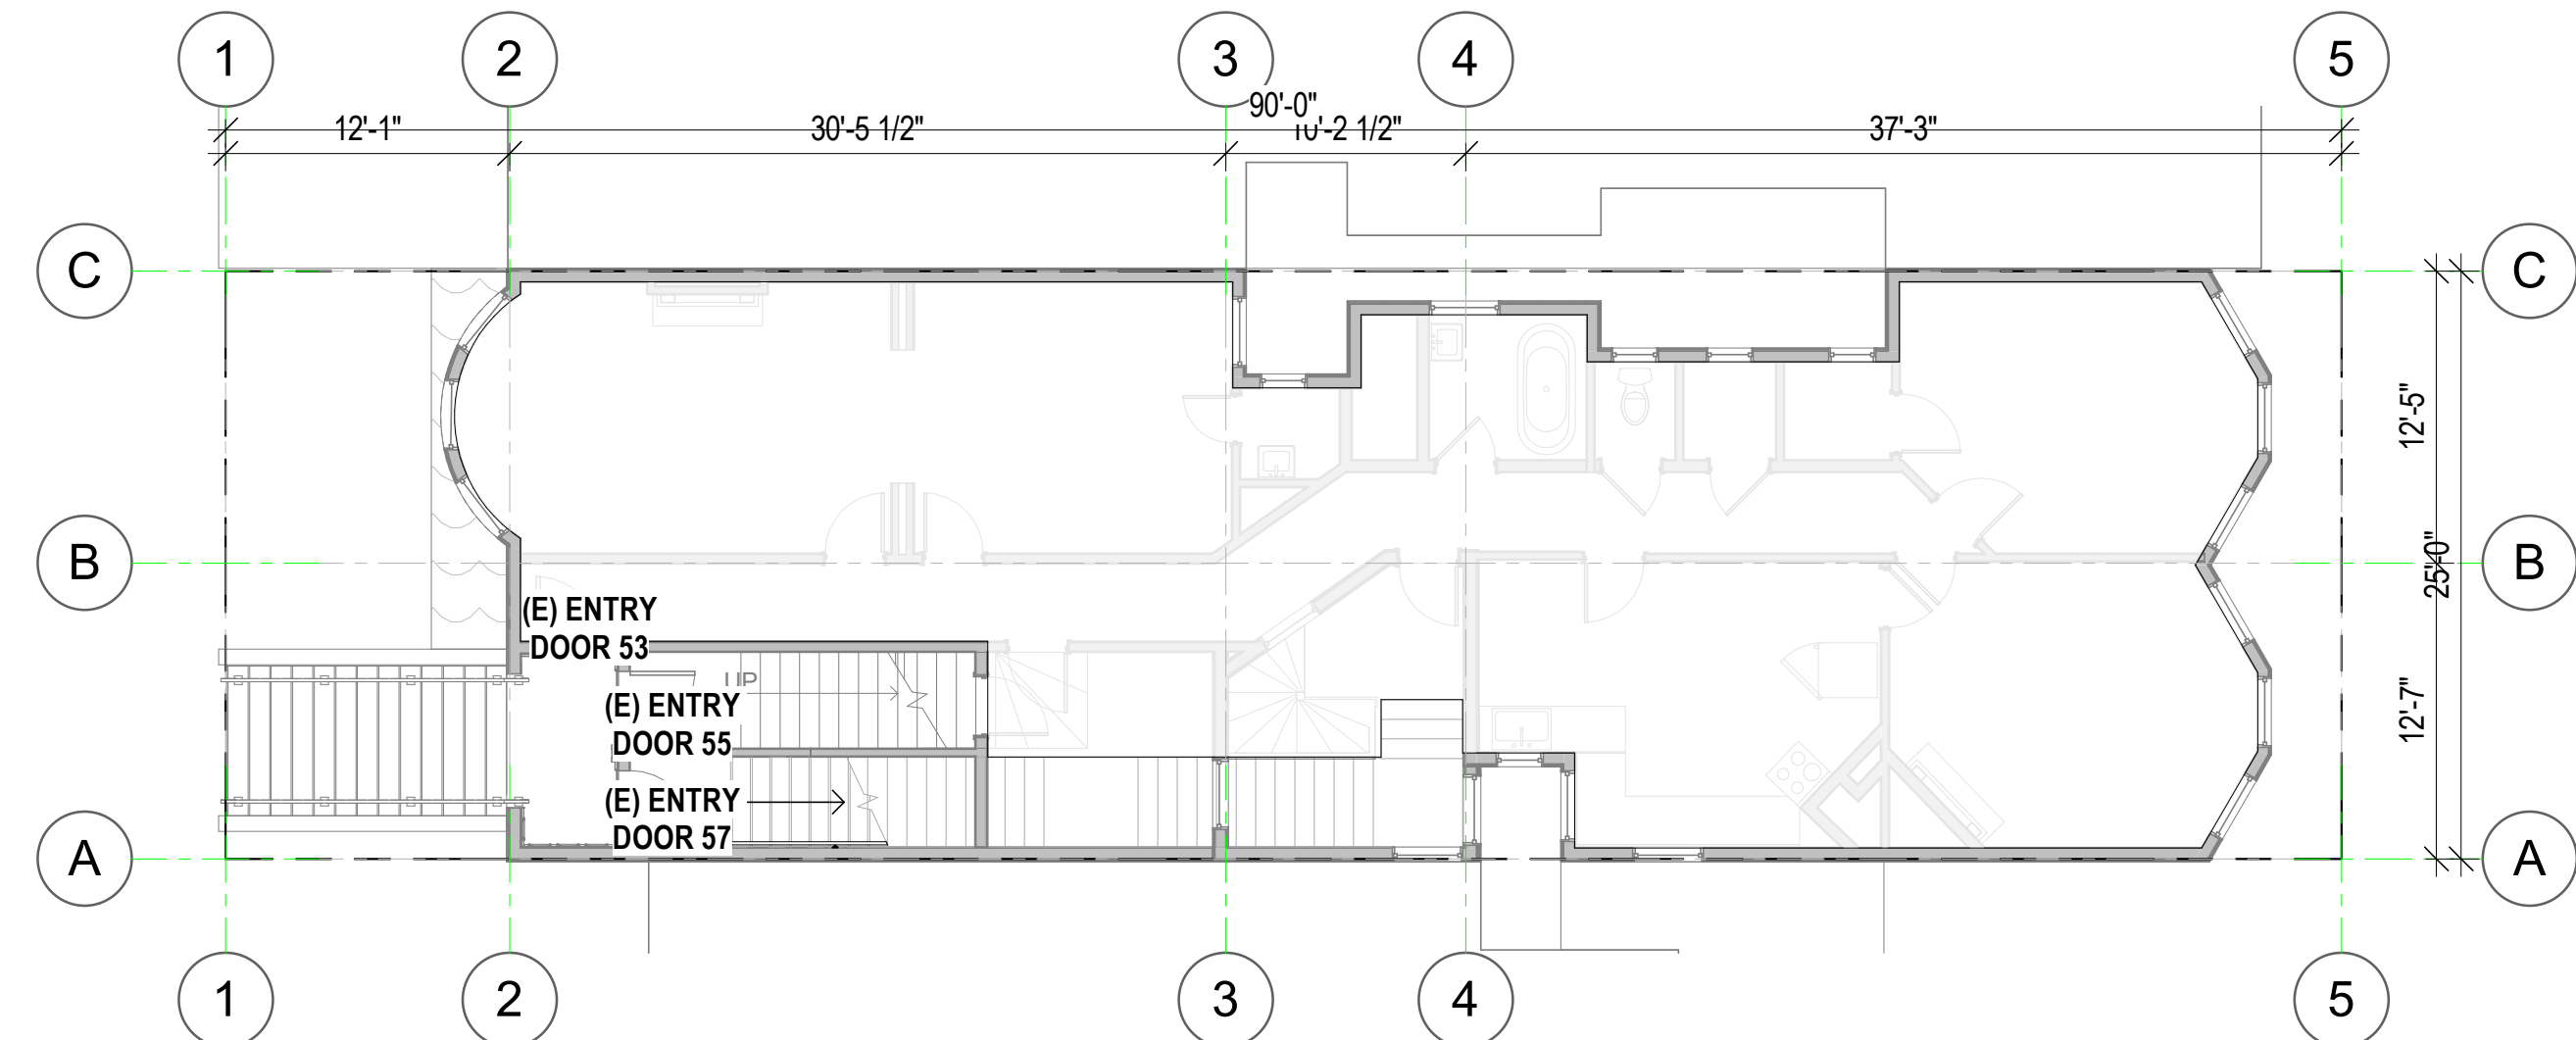 1 2 3 4 5
90'-0"
12'-1" 30'-5 1/2" 10'-2 1/2" 37'-3"
C C
12'-5"
B B
25'-0"
(E) ENTRY
DOOR 53
UP
(E) ENTRY
DOOR 55
12'-7"
(E) ENTRY
DOOR 57
A A
1 2 3 4 5